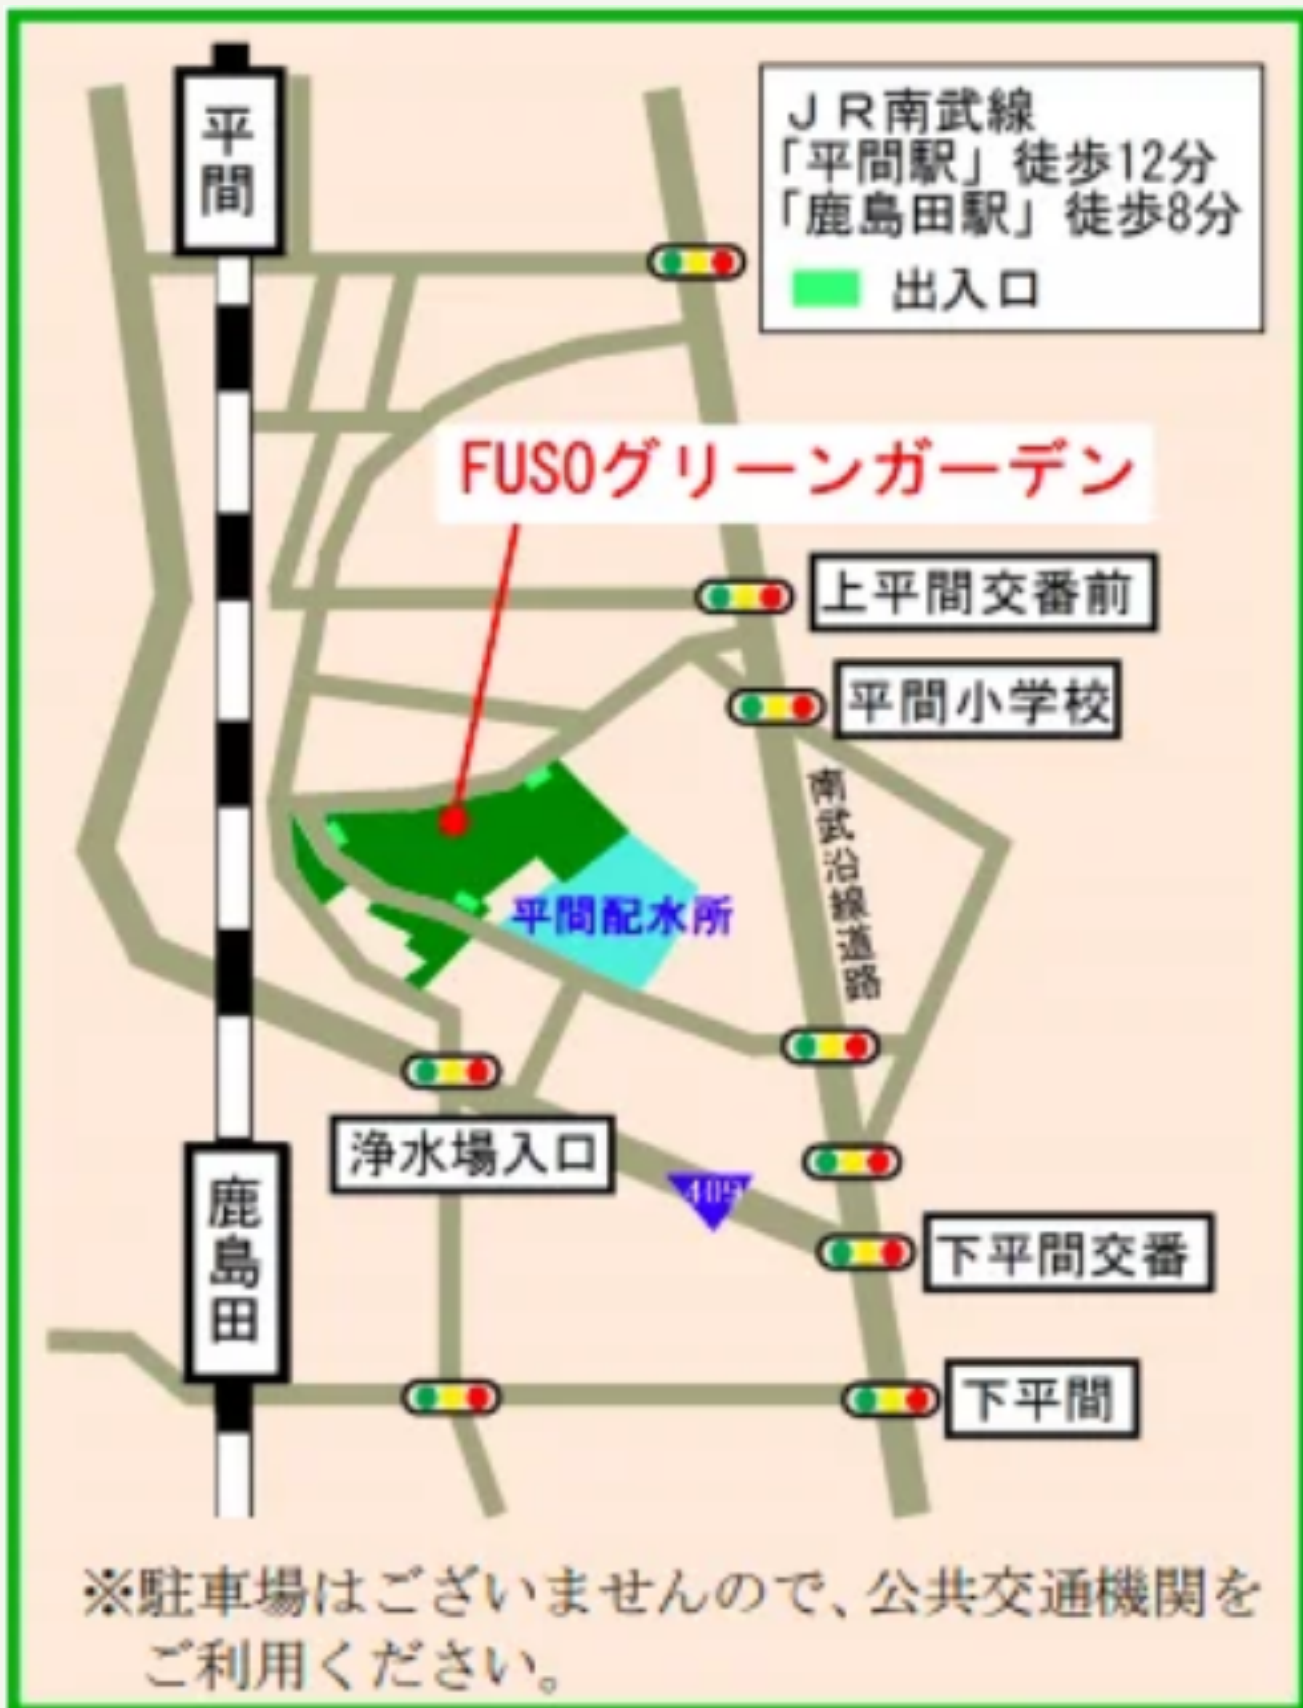 平間
ＪＲ南武線
「平間駅」徒歩12分
「鹿島田駅」徒歩8分
出入口
FUSOグリーンガーデン
上平間交番前
平間小学校
南武沿線道路
平間配水所
浄水場入口
409
鹿島田
下平間交番
下平間
※駐車場はございませんので、公共交通機関を
ご利用ください。